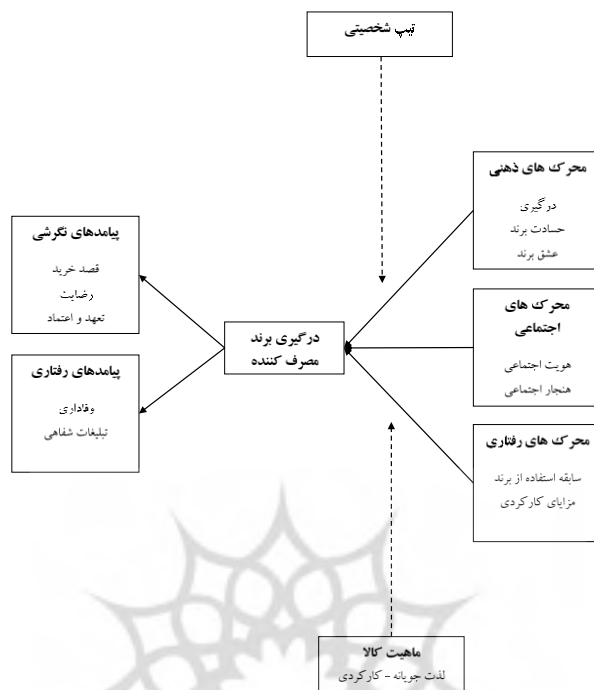 تیپ شخصیتی
محرک های ذهنی
درگیری
حسادت برند
عشق برند
محرک های
اجتماعی
هویت اجتماعی
هنجار اجتماعی
محرک های رفتاری
سابقه استفاده از برند
مزایای کارکردی
درگیری برند
مصرف کننده
پیامدهای نگرشی
قصد خرید
رضایت
تعهد و اعتماد
پیامدهای رفتاری
وفاداری
تبلیغات شفاهی
ماهیت کالا
لذت جویانه - کارکردی